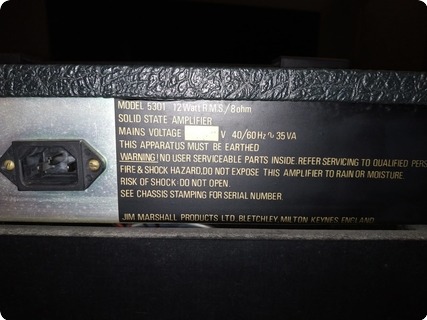 MODEL 5301 12 Watt R.M.S./8ohm
SOLID STATE AMPLIFIER
MAINS VOLTAGE V 40/60Hz ∿ 35VA
THIS APPARATUS MUST BE EARTHED
WARNING! NO USER SERVICEABLE PARTS INSIDE. REFER SERVICING TO QUALIFIED PERS
FIRE & SHOCK HAZARD. DO NOT EXPOSE THIS AMPLIFIER TO RAIN OR MOISTURE.
RISK OF SHOCK-DO NOT OPEN.
SEE CHASSIS STAMPING FOR SERIAL NUMBER.
JIM MARSHALL PRODUCTS LTD BLETCHLEY MILTON KEYNES ENGLAND